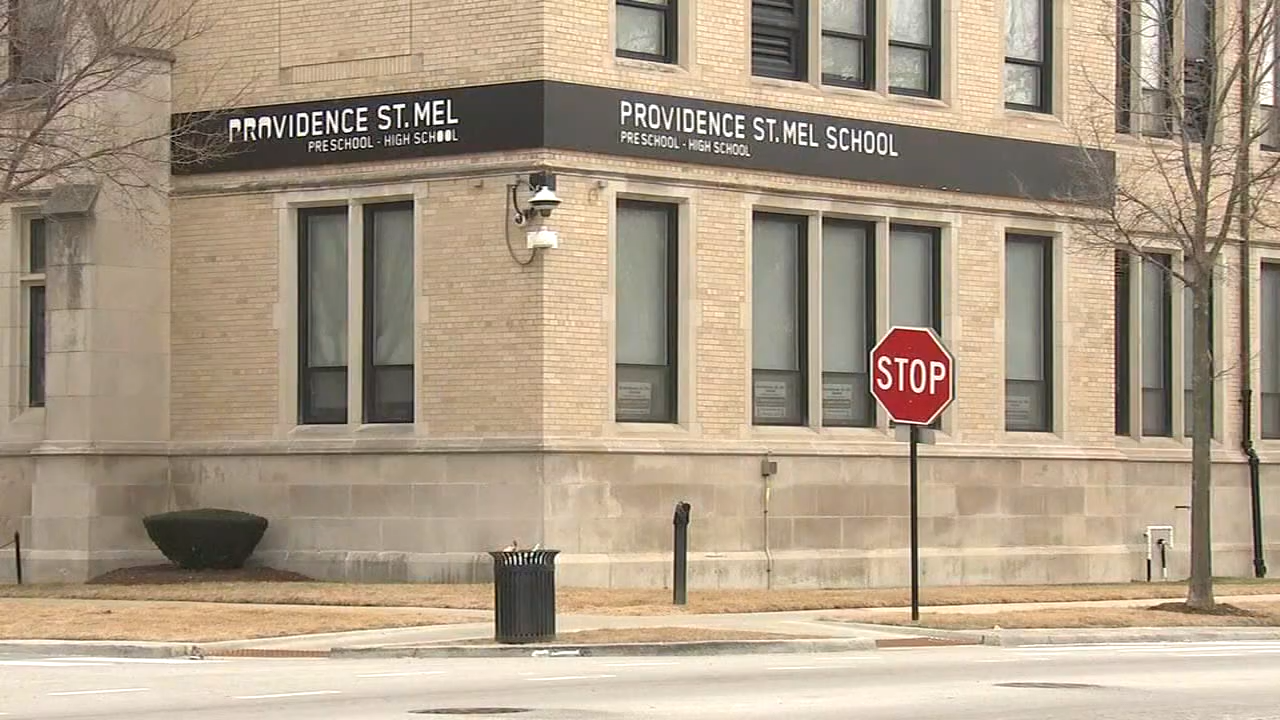 PROVIDENCE ST. MEL
PRESCHOOL - HIGH SCHOOL
PROVIDENCE ST. MEL SCHOOL
PRESCHOOL - HIGH SCHOOL
STOP